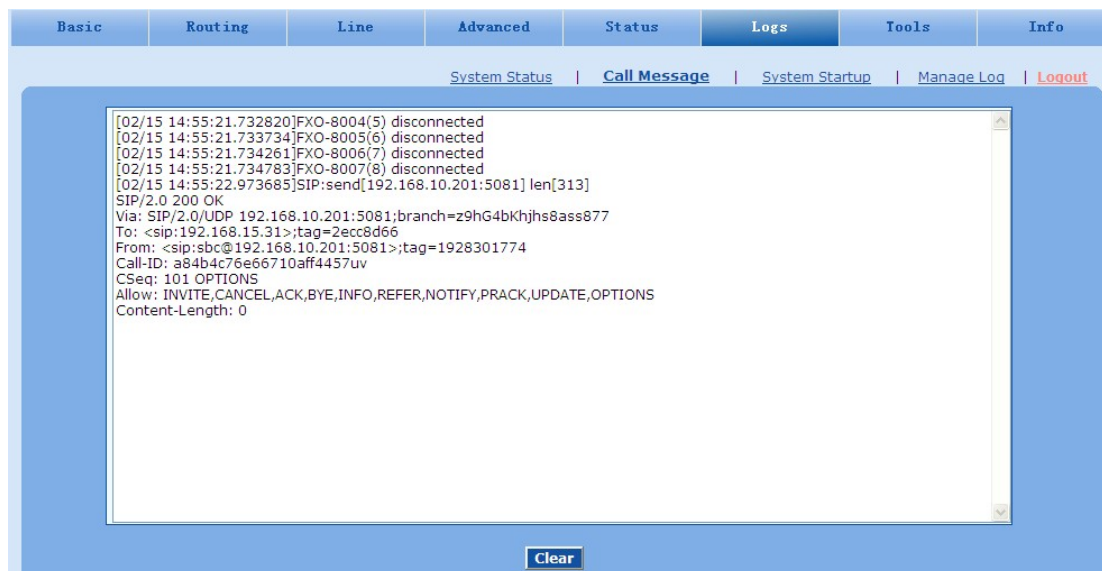 Basic Routing Line Advanced Status Logs Tools Info
System Status | Call Message | System Startup | Manage Log | Logout
[02/15 14:55:21.732820]FXO-8004(5) disconnected
[02/15 14:55:21.733734]FXO-8005(6) disconnected
[02/15 14:55:21.734261]FXO-8006(7) disconnected
[02/15 14:55:21.734783]FXO-8007(8) disconnected
[02/15 14:55:22.973685]SIP:send[192.168.10.201:5081] len[313]
SIP/2.0 200 OK
Via: SIP/2.0/UDP 192.168.10.201:5081;branch=z9hG4bKhjhs8ass877
To: <sip:192.168.15.31>;tag=2ecc8d66
From: <sip:sbc@192.168.10.201:5081>;tag=1928301774
Call-ID: a84b4c76e66710aff4457uv
CSeq: 101 OPTIONS
Allow: INVITE,CANCEL,ACK,BYE,INFO,REFER,NOTIFY,PRACK,UPDATE,OPTIONS
Content-Length: 0
Clear